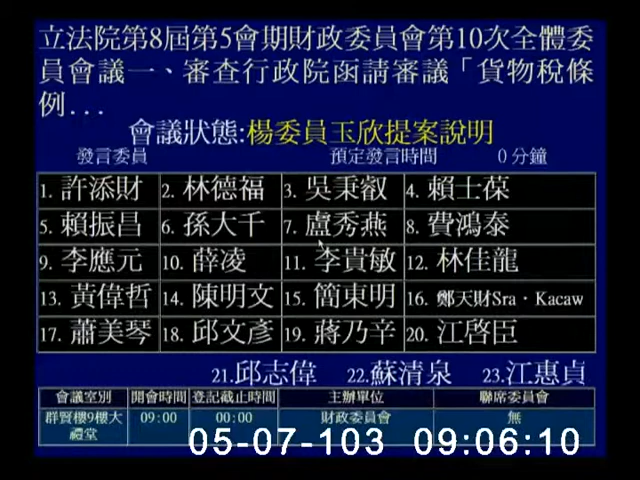 立法院第8屆第5會期財政委員會第10次全體委
員會議一、審查行政院函請審議「貨物稅條
例...
會議狀態:楊委員玉欣提案說明
發言委員 預定發言時間 0分鐘
1. 許添財 2. 林德福 3. 吳秉叡 4. 賴士葆
5. 賴振昌 6. 孫大千 7. 盧秀燕 8. 費鴻泰
9. 李應元 10. 薛凌 11. 李貴敏 12. 林佳龍
13. 黃偉哲 14. 陳明文 15. 簡東明 16. 鄭天財Sra．Kacaw
17. 蕭美琴 18. 邱文彥 19. 蔣乃辛 20. 江啓臣
21.邱志偉 22.蘇清泉 23.江惠貞
會議室別 開會時間 登記截止時間 主辦單位 聯席委員會
群賢樓9樓大禮堂 09:00 00:00 財政委員會 無
05-07-103 09:06:10